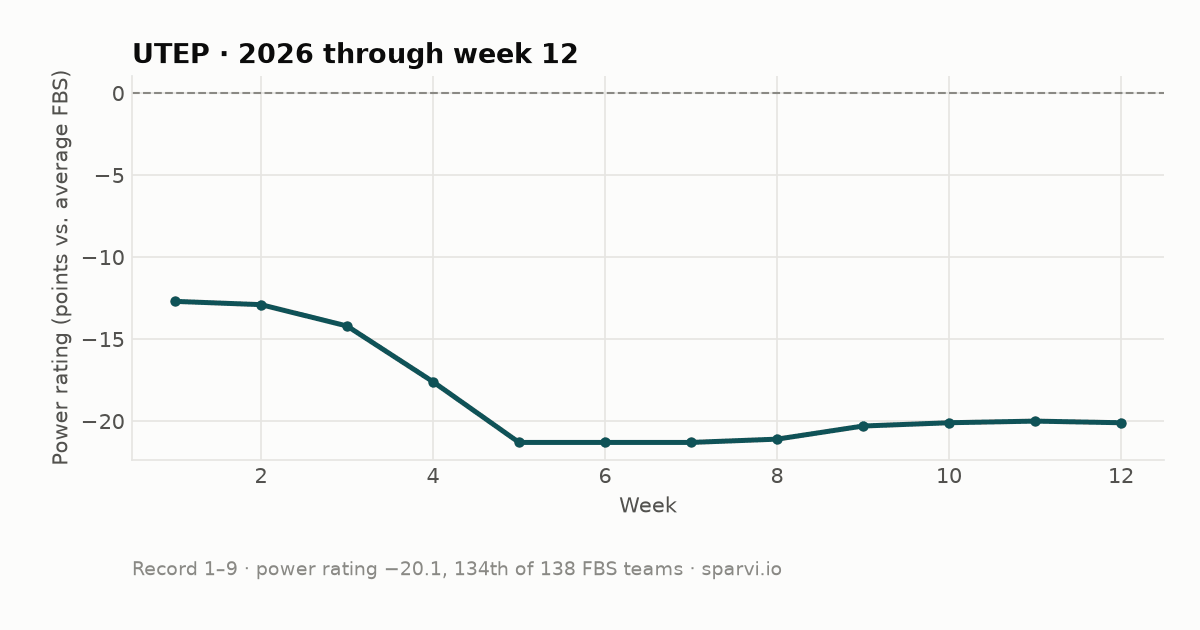 UTEP · 2026 through week 12
Power rating (points vs. average FBS)
0
−5
−10
−15
−20
2 4 6 8 10 12
Week
Record 1–9 · power rating −20.1, 134th of 138 FBS teams · sparvi.io